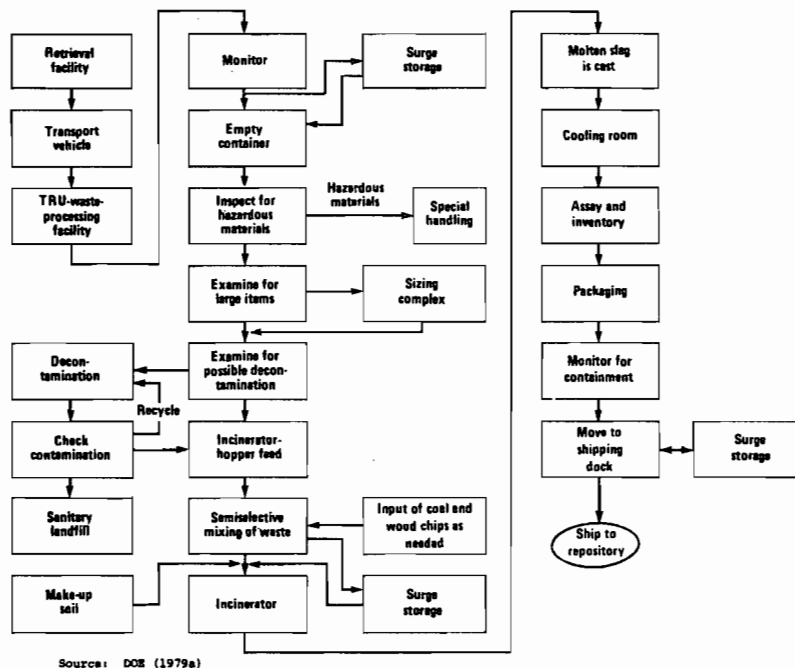 Retrieval
facility
Transport
vehicle
TRU-waste-
processing
facility
Monitor
Surge
storage
Empty
container
Inspect for
hazardous
materials
Hazardous
materials
Special
handling
Examine for
large items
Sizing
complex
Examine for
possible decon-
tamination
Decon-
tamination
Recycle
Check
contamination
Sanitary
landfill
Incinerator-
hopper feed
Semiselective
mixing of waste
Input of coal and
wood chips as
needed
Make-up
soil
Incinerator
Surge
storage
Molten slag
is cast
Cooling room
Assay and
inventory
Packaging
Monitor for
containment
Move to
shipping
dock
Surge
storage
Ship to
repository
Source: DOE (1979a)